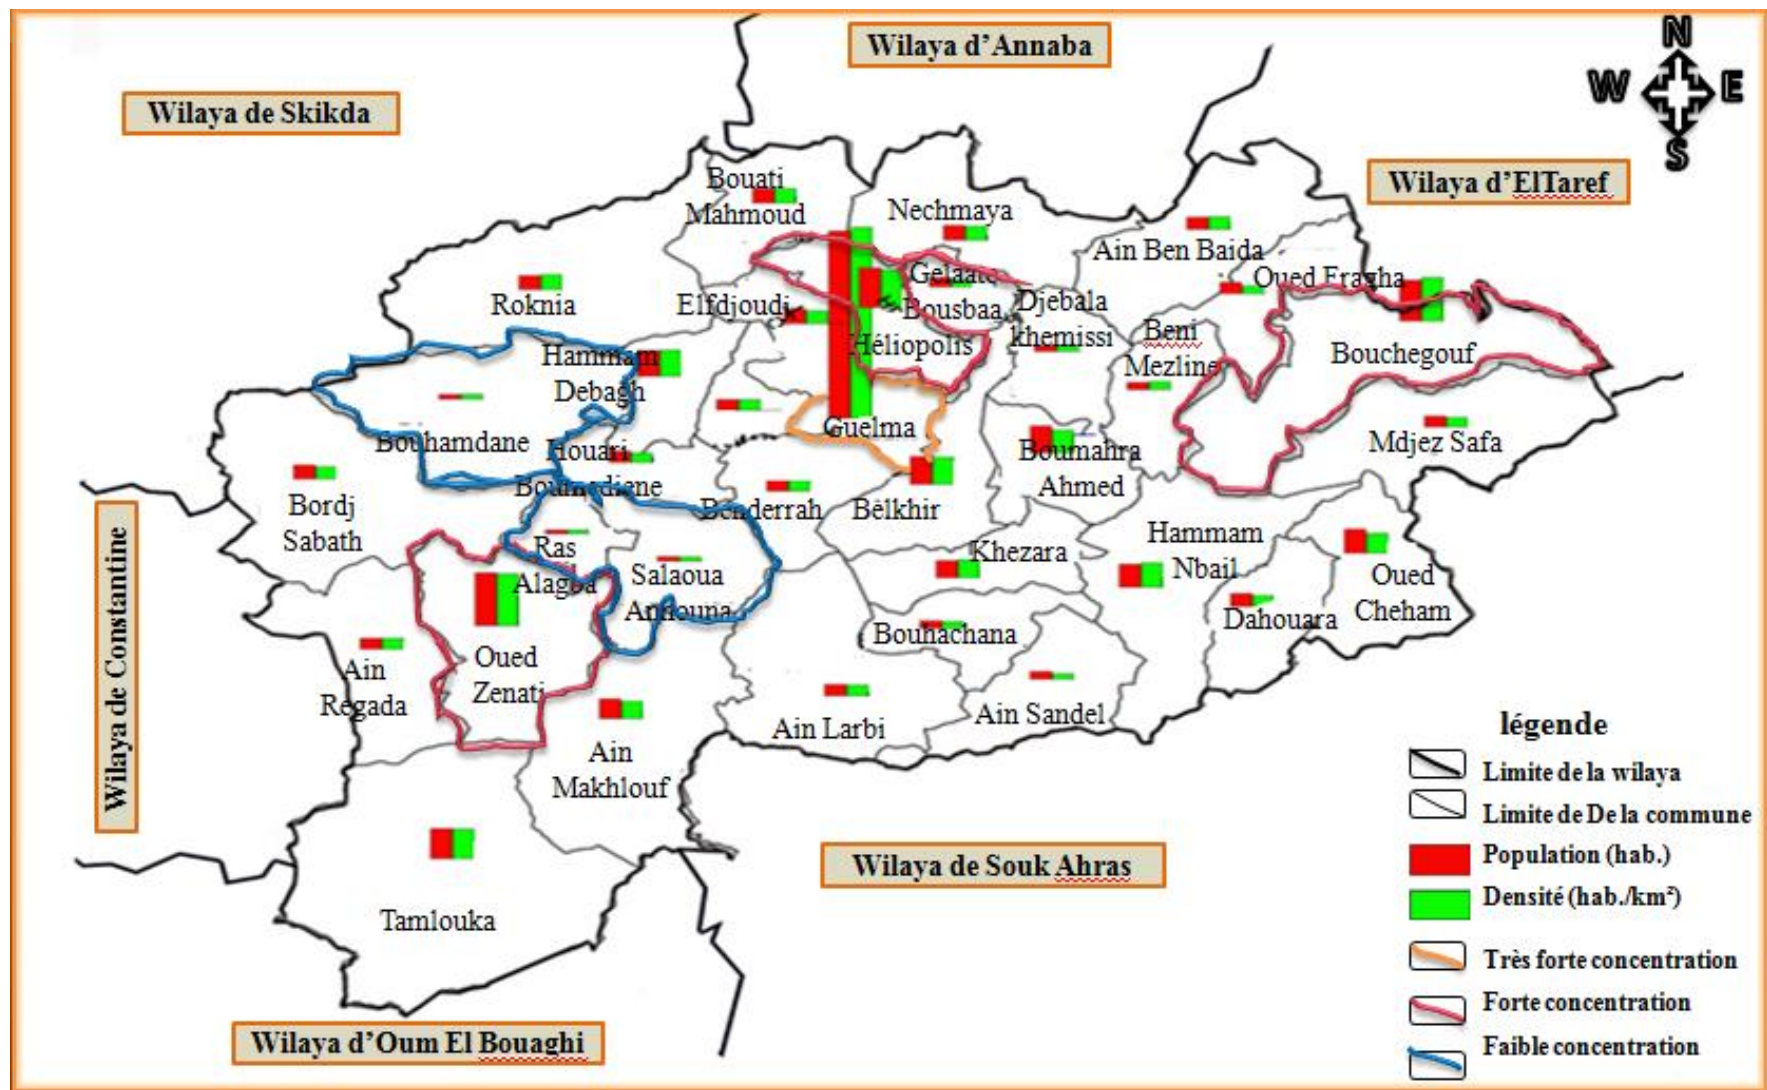 Wilaya d’Annaba
N
W E
S
Wilaya de Skikda
Wilaya d’ElTaref
Bouati
Mahmoud
Nechmaya
Ain Ben Baida
Roknia
Elfdjoudj
Gelaate
Bousbaa
Djebala
khemissi
Oued Fragha
Beni
Mezline
Bouchegouf
Héliopolis
Hammam
Debagh
Guelma
Bouhamdane
Houari
Boumediene
Boumahra
Ahmed
Mdjez Safa
Bordj
Sabath
Benderrah
Bélkhir
Hammam
Nbail
Khezara
Ras
Alagba
Salaoua
Announa
Oued
Cheham
Dahouara
Bouhachana
Wilaya de Constantine
Oued
Zenati
Ain
Regada
Ain Larbi
Ain Sandel
Ain
Makhlouf
Tamlouka
Wilaya de Souk Ahras
Wilaya d’Oum El Bouaghi
légende
Limite de la wilaya
Limite de De la commune
Population (hab.)
Densité (hab./km²)
Très forte concentration
Forte concentration
Faible concentration